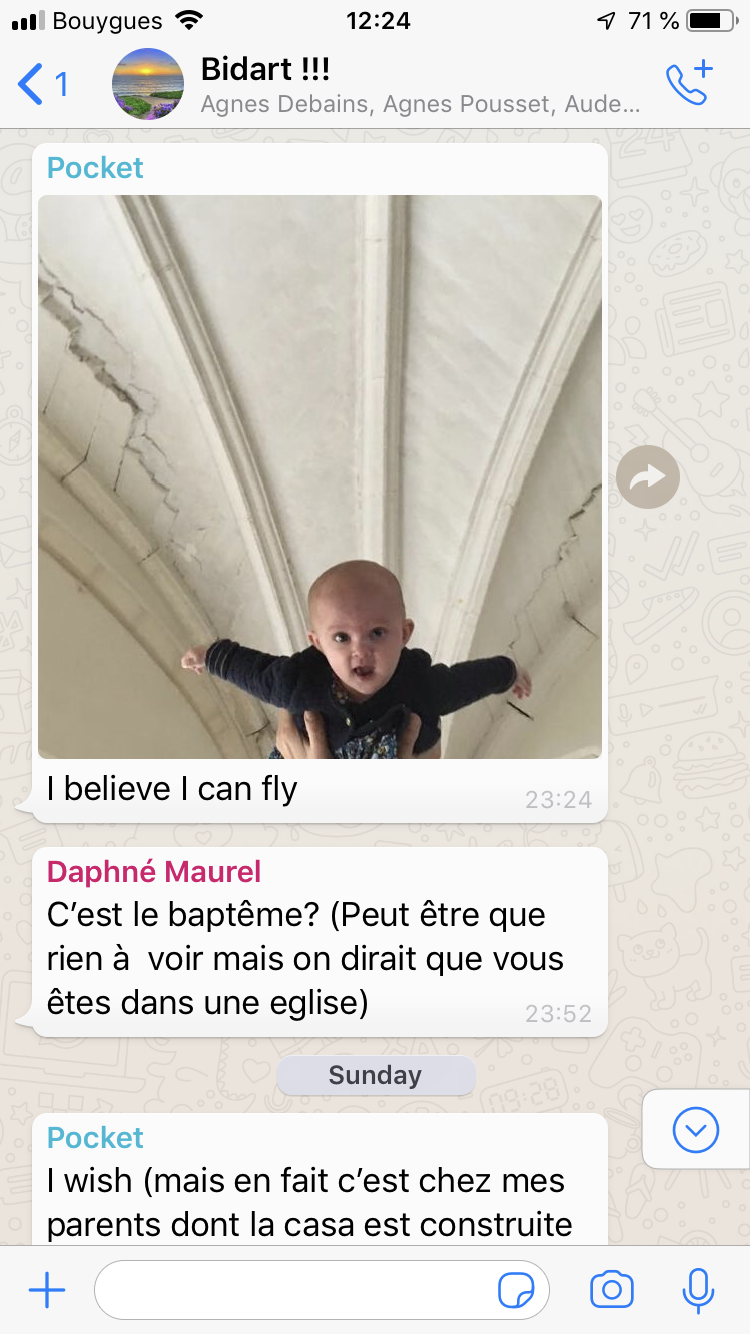 Bouygues 12:24 71 %
1 Bidart !!!
Agnes Debains, Agnes Pousset, Aude...
Pocket
I believe I can fly
23:24
Daphné Maurel
C'est le baptême? (Peut être que
rien à voir mais on dirait que vous
êtes dans une eglise)
23:52
Sunday
Pocket
I wish (mais en fait c'est chez mes
parents dont la casa est construite